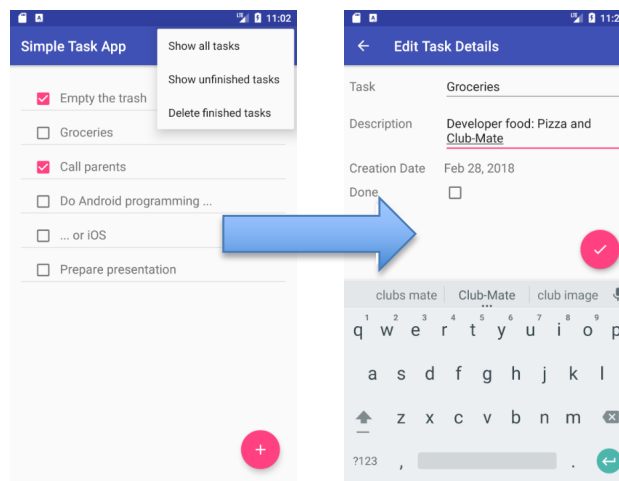 11:02
Simple Task App
Show all tasks
Show unfinished tasks
Delete finished tasks
Empty the trash
Groceries
Call parents
Do Android programming ...
... or iOS
Prepare presentation
+
11:2
Edit Task Details
Task Groceries
Description Developer food: Pizza and
Club-Mate
Creation Date Feb 28, 2018
Done
clubs mate Club-Mate club image
1 2 3 4 5 6 7 8 9
q w e r t y u i o p
a s d f g h j k l
z x c v b n m
?123 , .